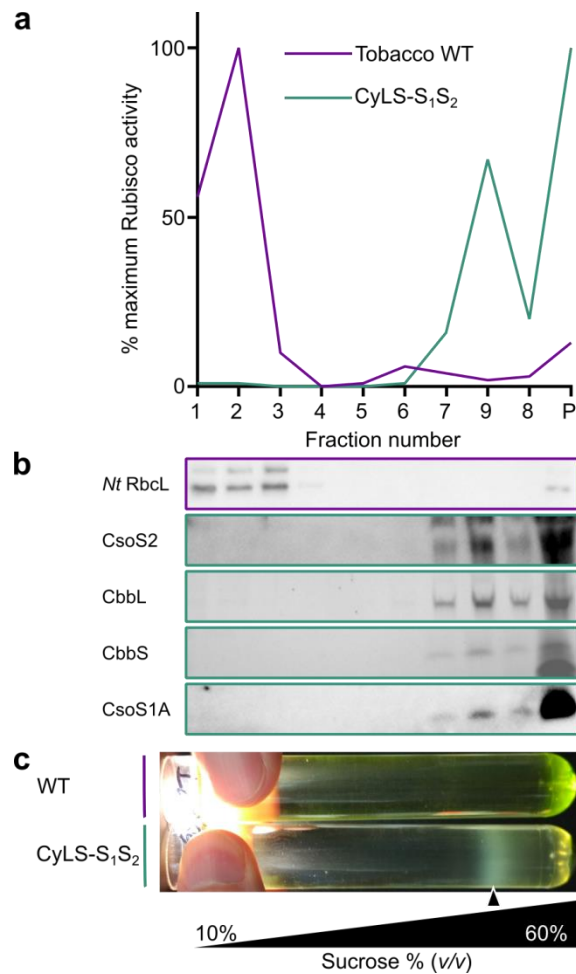 a
% maximum Rubisco activity
100
50
0
Tobacco WT
CyLS-S₁S₂
1 2 3 4 5 6 7 9 8 P
Fraction number
b
Nt RbcL
CsoS2
CbbL
CbbS
CsoS1A
c
WT
CyLS-S₁S₂
10% 60%
Sucrose % (v/v)